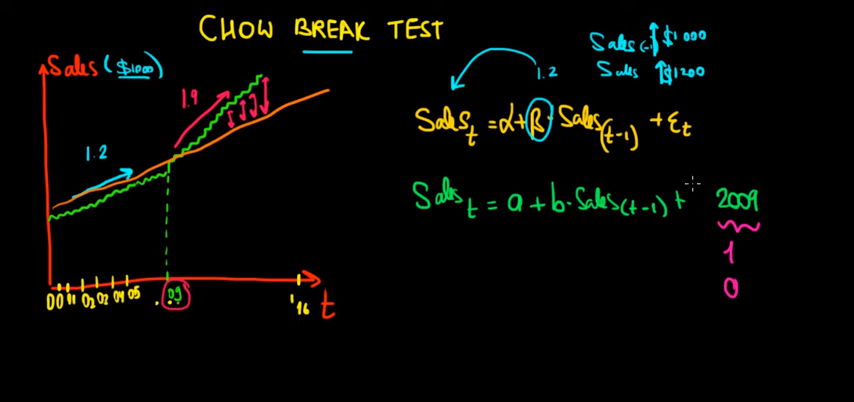 CHOW BREAK TEST
Sales(-1) ↑ $1000
Sales ↑ $1200
Sales ($1000)
1.9
1.2
1.2
Sales_t = α + β · Sales_(t-1) + ε_t
Sales_t = a + b · Sales_(t-1) +
2009
1
0
00 01 02 03 04 05 . . 09 '16 t